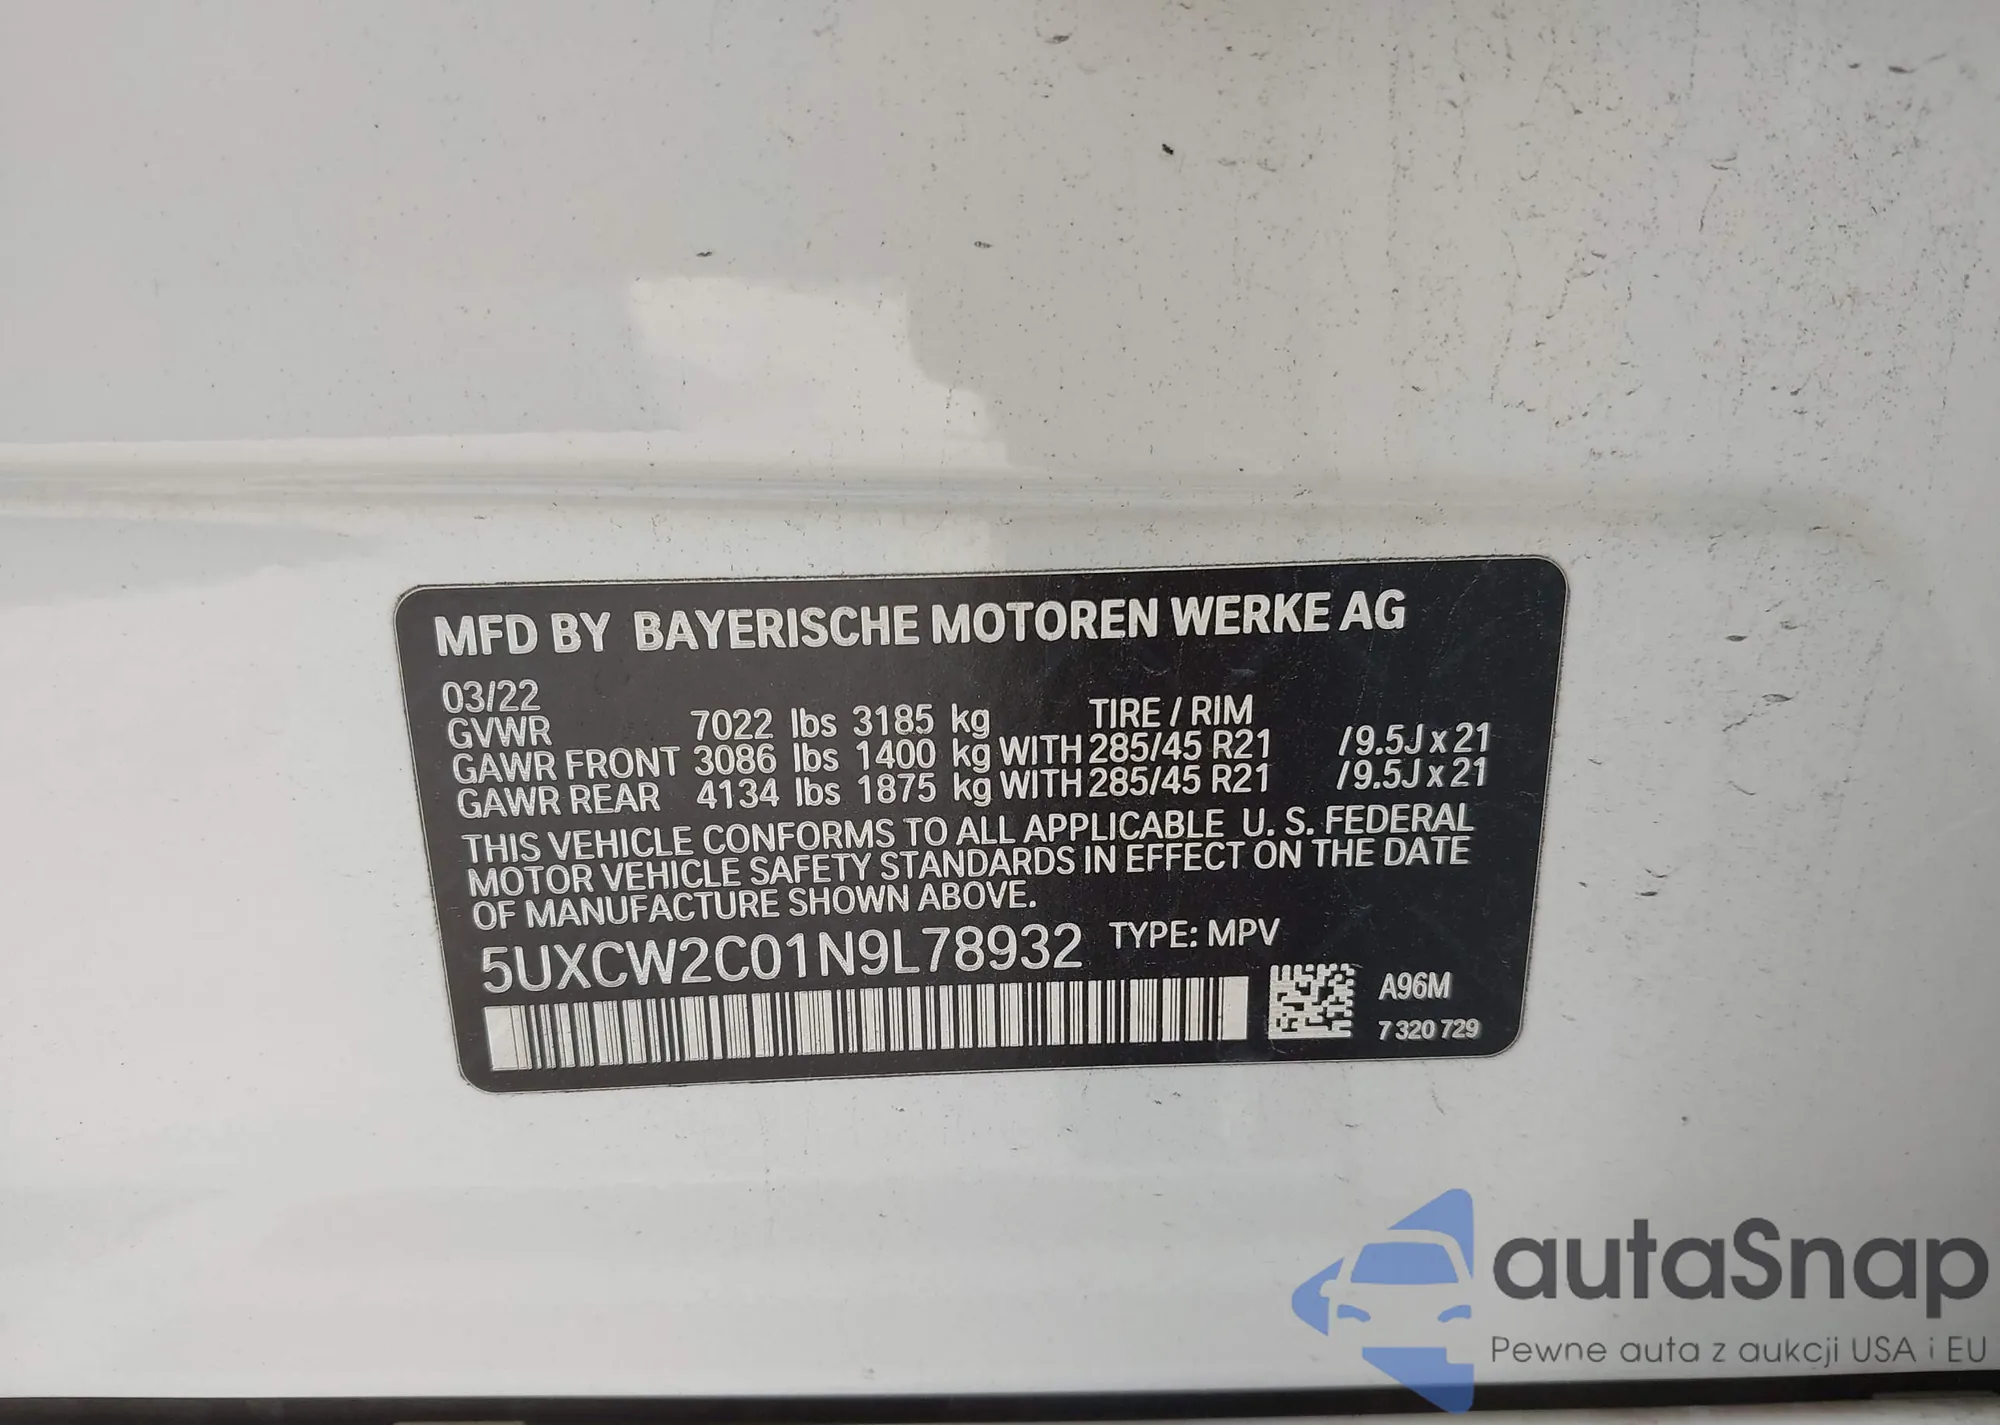 MFD BY BAYERISCHE MOTOREN WERKE AG
03/22
GVWR 7022 lbs 3185 kg TIRE / RIM
GAWR FRONT 3086 lbs 1400 kg WITH 285/45 R21 /9.5J x 21
GAWR REAR 4134 lbs 1875 kg WITH 285/45 R21 /9.5J x 21
THIS VEHICLE CONFORMS TO ALL APPLICABLE U. S. FEDERAL
MOTOR VEHICLE SAFETY STANDARDS IN EFFECT ON THE DATE
OF MANUFACTURE SHOWN ABOVE.
5UXCW2C01N9L78932 TYPE: MPV
A96M
7 320 729
autaSnap
Pewne auta z aukcji USA i EU